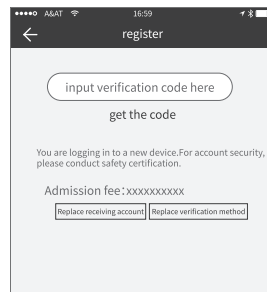 A&AT 16:59
register
input verification code here
get the code
You are logging in to a new device.For account security,
please conduct safety certification.
Admission fee:xxxxxxxxxx
Replace receiving account Replace verification method